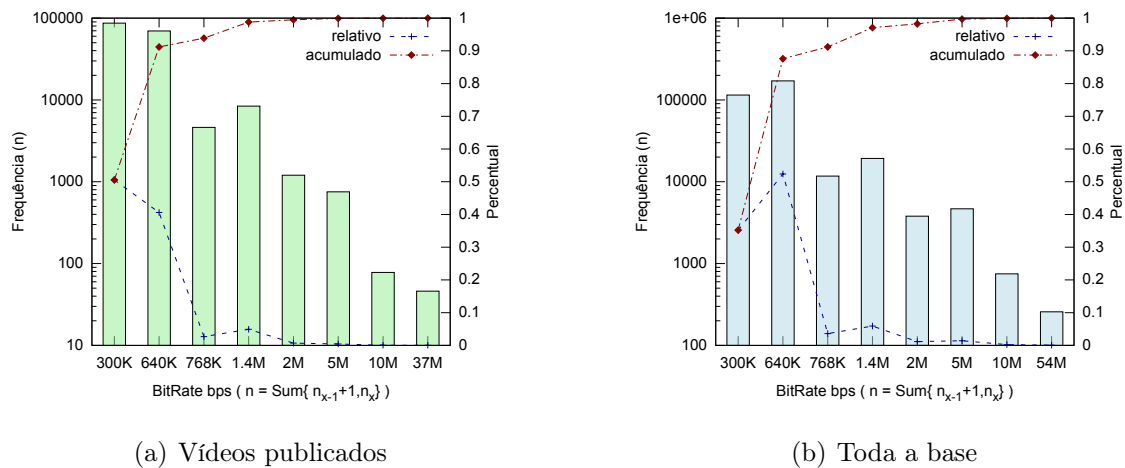 100000
10000
1000
100
10
Frequência (n)
relativo
acumulado
1
0.9
0.8
0.7
0.6
0.5
0.4
0.3
0.2
0.1
0
Percentual
300K 640K 768K 1.4M 2M 5M 10M 37M
BitRate bps ( n = Sum{ n_{x-1}+1,n_x} )
(a) Vídeos publicados
1e+06
100000
10000
1000
100
Frequência (n)
relativo
acumulado
1
0.9
0.8
0.7
0.6
0.5
0.4
0.3
0.2
0.1
0
Percentual
300K 640K 768K 1.4M 2M 5M 10M 54M
BitRate bps ( n = Sum{ n_{x-1}+1,n_x} )
(b) Toda a base